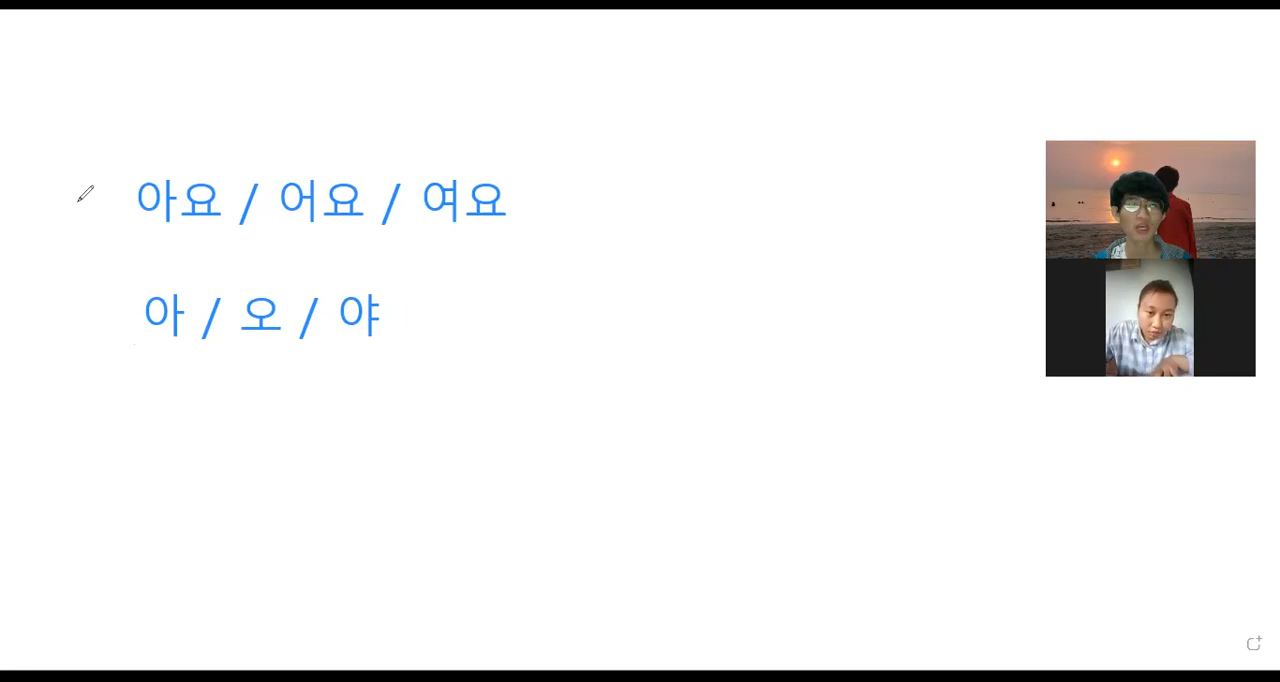 아요 / 어요 / 여요
아 / 오 / 야